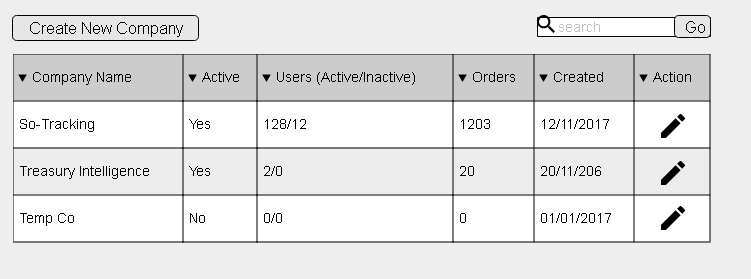 Create New Company search Go
Company Name Active Users (Active/Inactive) Orders Created Action
So-Tracking Yes 128/12 1203 12/11/2017
Treasury Intelligence Yes 2/0 20 20/11/206
Temp Co No 0/0 0 01/01/2017